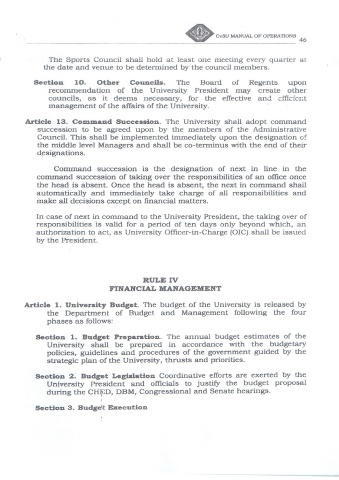 CvSU MANUAL OF OPERATIONS
46
The Sports Council shall hold at least one meeting every quarter at
the date and venue to be determined by the council members.
Section 10. Other Councils. The Board of Regents upon
recommendation of the University President may create other
councils, as it deems necessary, for the effective and efficient
management of the affairs of the University.
Article 13. Command Succession. The University shall adopt command
succession to be agreed upon by the members of the Administrative
Council. This shall be implemented immediately upon the designation of
the middle level Managers and shall be co-terminus with the end of their
designations.
Command succession is the designation of next in line in the
command succession of taking over the responsibilities of an office once
the head is absent. Once the head is absent, the next in command shall
automatically and immediately take charge of all responsibilities and
make all decisions except on financial matters.
In case of next in command to the University President, the taking over of
responsibilities is valid for a period of ten days only beyond which, an
authorization to act, as University Officer-in-Charge (OIC) shall be issued
by the President.
RULE IV
FINANCIAL MANAGEMENT
Article 1. University Budget. The budget of the University is released by
the Department of Budget and Management following the four
phases as follows:
Section 1. Budget Preparation. The annual budget estimates of the
University shall be prepared in accordance with the budgetary
policies, guidelines and procedures of the government guided by the
strategic plan of the University, thrusts and priorities.
Section 2. Budget Legislation Coordinative efforts are exerted by the
University President and officials to justify the budget proposal
during the CHED, DBM, Congressional and Senate hearings.
Section 3. Budget Execution